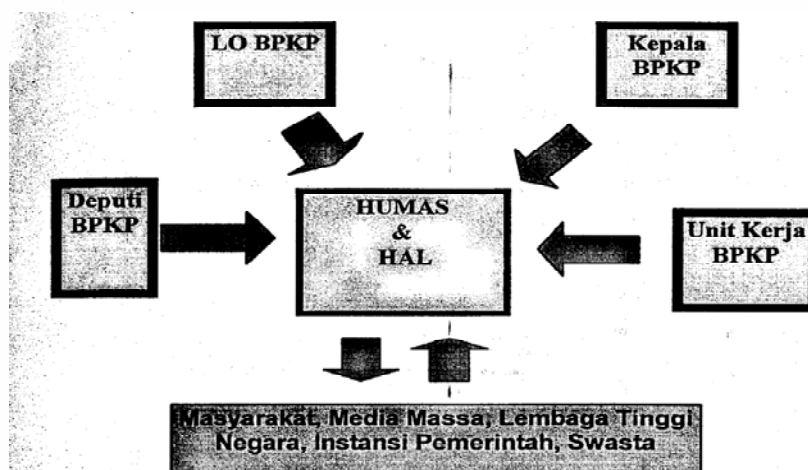 LO BPKP
Kepala
BPKP
Deputi
BPKP
HUMAS
&
HAL
Unit Kerja
BPKP
Masyarakat, Media Massa, Lembaga Tinggi
Negara, Instansi Pemerintah, Swasta